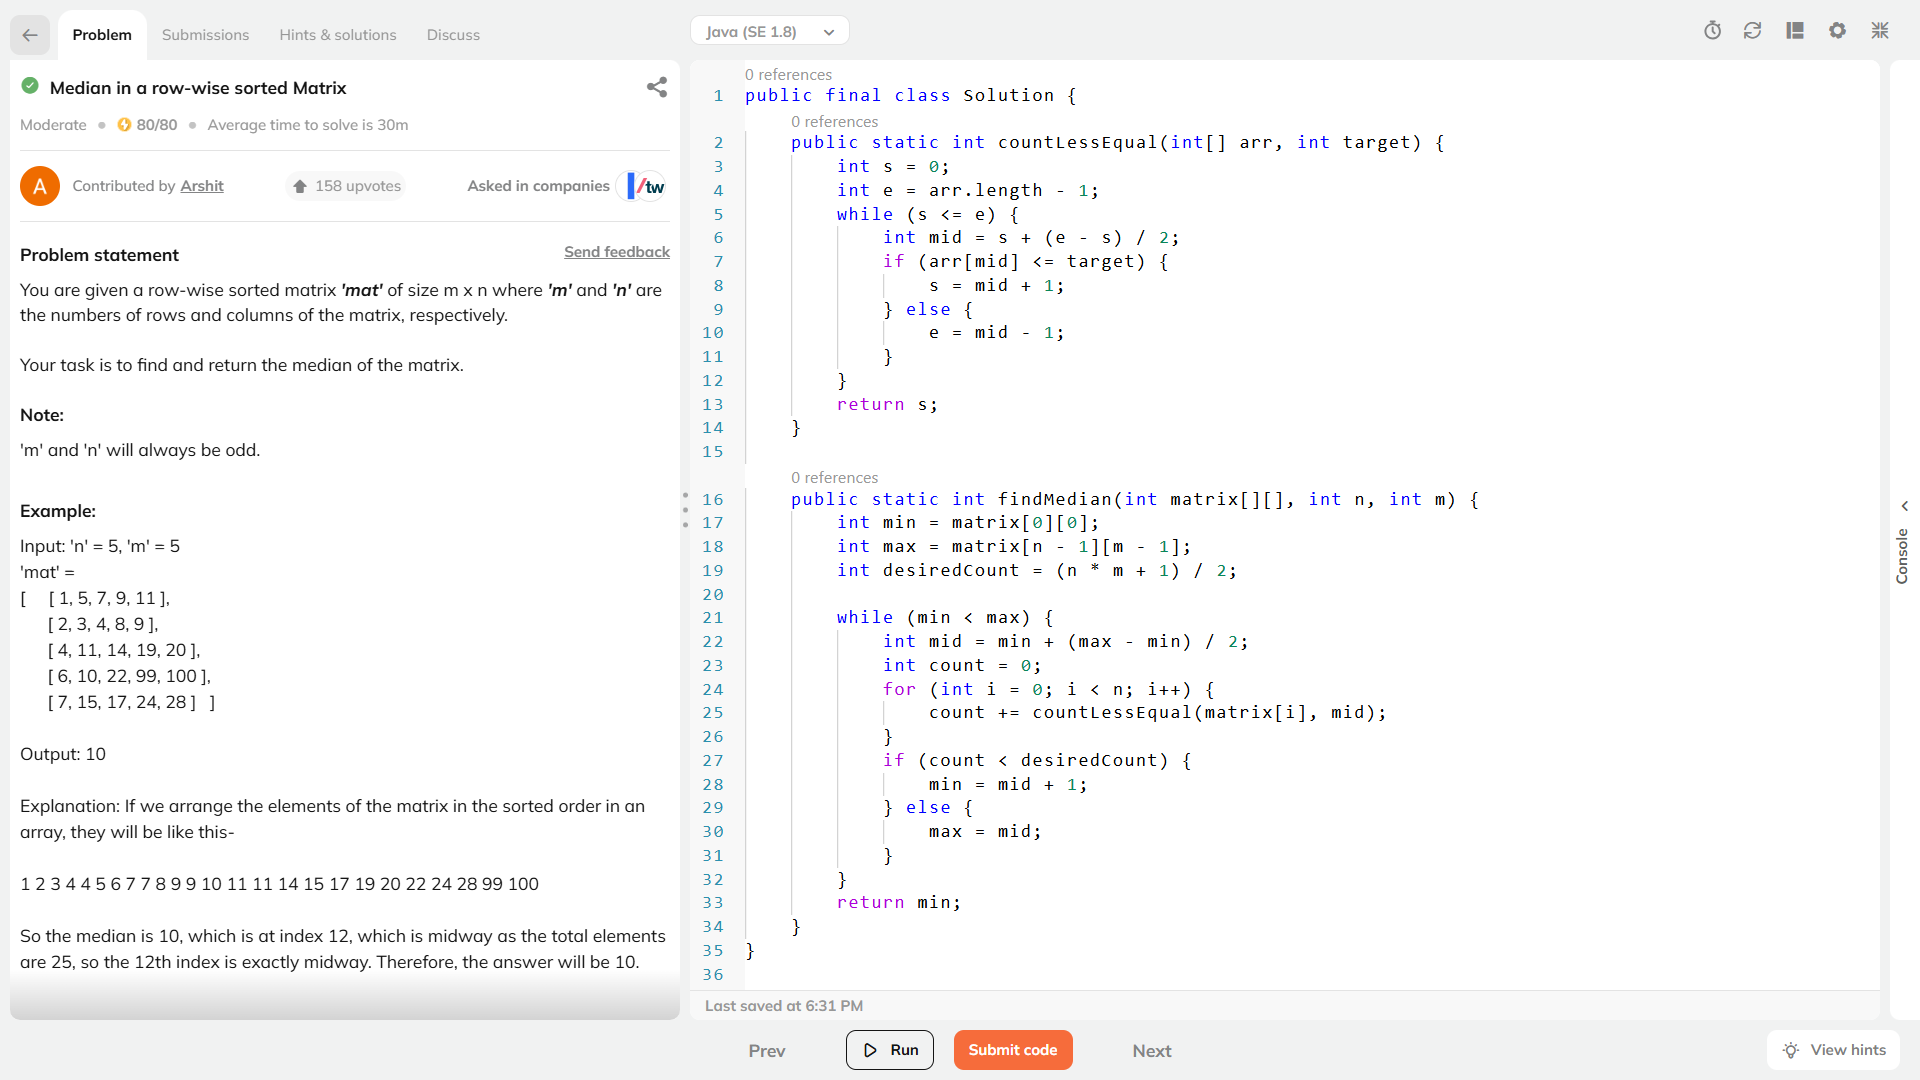 Problem
Submissions
Hints & solutions
Discuss
Java (SE 1.8)
Median in a row-wise sorted Matrix
Moderate
80/80
Average time to solve is 30m
A
Contributed by Arshit
158 upvotes
Asked in companies
/tw
Problem statement
Send feedback
You are given a row-wise sorted matrix 'mat' of size m x n where 'm' and 'n' are
the numbers of rows and columns of the matrix, respectively.
Your task is to find and return the median of the matrix.
Note:
'm' and 'n' will always be odd.
Example:
Input: 'n' = 5, 'm' = 5
'mat' =
[ [ 1, 5, 7, 9, 11 ],
[ 2, 3, 4, 8, 9 ],
[ 4, 11, 14, 19, 20 ],
[ 6, 10, 22, 99, 100 ],
[ 7, 15, 17, 24, 28 ] ]
Output: 10
Explanation: If we arrange the elements of the matrix in the sorted order in an
array, they will be like this-
1 2 3 4 4 5 6 7 7 8 9 9 10 11 11 14 15 17 19 20 22 24 28 99 100
So the median is 10, which is at index 12, which is midway as the total elements
are 25, so the 12th index is exactly midway. Therefore, the answer will be 10.
0 references
1 public final class Solution {
0 references
2 public static int countLessEqual(int[] arr, int target) {
3 int s = 0;
4 int e = arr.length - 1;
5 while (s <= e) {
6 int mid = s + (e - s) / 2;
7 if (arr[mid] <= target) {
8 s = mid + 1;
9 } else {
10 e = mid - 1;
11 }
12 }
13 return s;
14 }
15
0 references
16 public static int findMedian(int matrix[][], int n, int m) {
17 int min = matrix[0][0];
18 int max = matrix[n - 1][m - 1];
19 int desiredCount = (n * m + 1) / 2;
20
21 while (min < max) {
22 int mid = min + (max - min) / 2;
23 int count = 0;
24 for (int i = 0; i < n; i++) {
25 count += countLessEqual(matrix[i], mid);
26 }
27 if (count < desiredCount) {
28 min = mid + 1;
29 } else {
30 max = mid;
31 }
32 }
33 return min;
34 }
35 }
36
Last saved at 6:31 PM
Console
Prev
Run
Submit code
Next
View hints